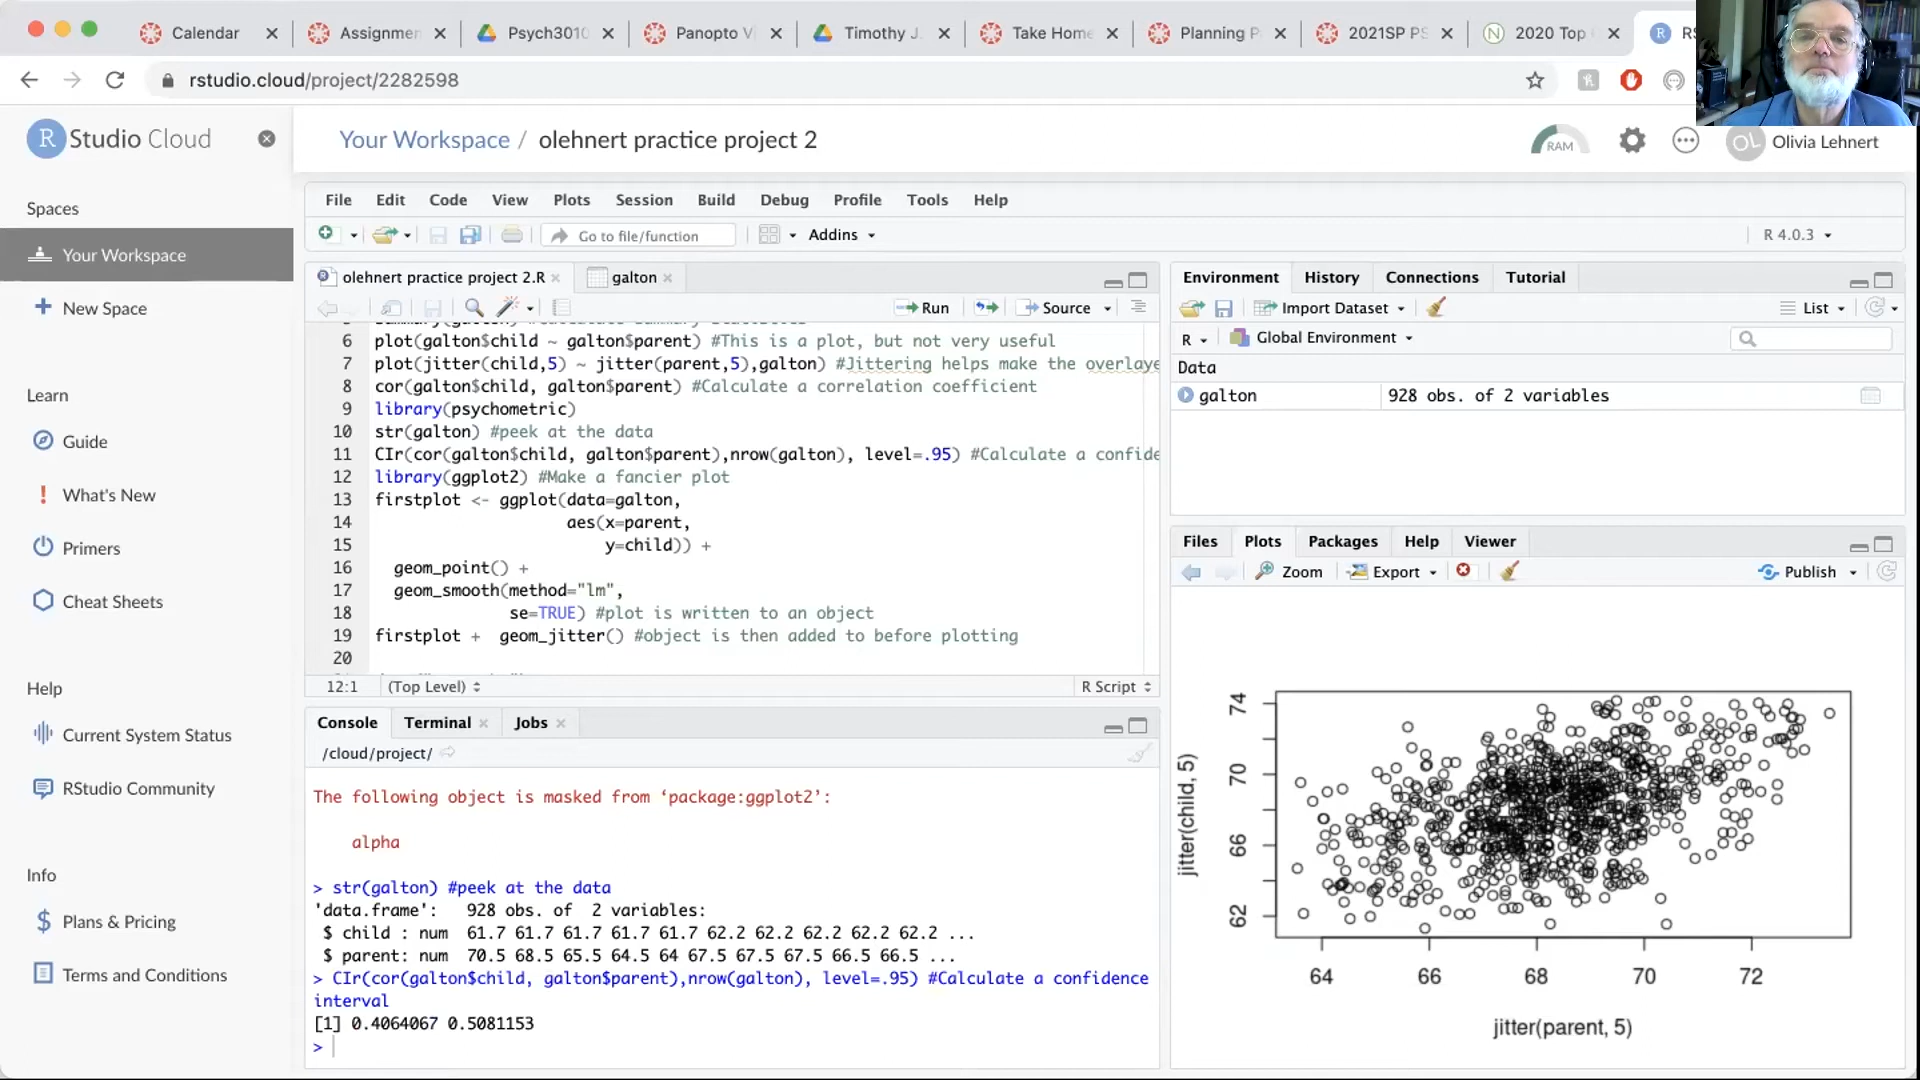 Calendar
Assignmen
Psych3010
Panopto V
Timothy J.
Take Home
Planning P
2021SP PS
2020 Top
rstudio.cloud/project/2282598
R Studio Cloud
Your Workspace / olehnert practice project 2
RAM
OL
Olivia Lehnert
Spaces
Your Workspace
New Space
Learn
Guide
What's New
Primers
Cheat Sheets
Help
Current System Status
RStudio Community
Info
Plans & Pricing
Terms and Conditions
File Edit Code View Plots Session Build Debug Profile Tools Help
Go to file/function
Addins
R 4.0.3
olehnert practice project 2.R
galton
Run
Source
6 plot(galton$child ~ galton$parent) #This is a plot, but not very useful
7 plot(jitter(child,5) ~ jitter(parent,5),galton) #Jittering helps make the overlaye
8 cor(galton$child, galton$parent) #Calculate a correlation coefficient
9 library(psychometric)
10 str(galton) #peek at the data
11 CIr(cor(galton$child, galton$parent),nrow(galton), level=.95) #Calculate a confide
12 library(ggplot2) #Make a fancier plot
13 firstplot <- ggplot(data=galton,
14 aes(x=parent,
15 y=child)) +
16 geom_point() +
17 geom_smooth(method="lm",
18 se=TRUE) #plot is written to an object
19 firstplot + geom_jitter() #object is then added to before plotting
20
12:1 (Top Level) R Script
Console Terminal Jobs
/cloud/project/
The following object is masked from ‘package:ggplot2’:
alpha
> str(galton) #peek at the data
'data.frame': 928 obs. of 2 variables:
$ child : num 61.7 61.7 61.7 61.7 61.7 62.2 62.2 62.2 62.2 62.2 ...
$ parent: num 70.5 68.5 65.5 64.5 64 67.5 67.5 67.5 66.5 66.5 ...
> CIr(cor(galton$child, galton$parent),nrow(galton), level=.95) #Calculate a confidence
interval
[1] 0.4064067 0.5081153
>
Environment History Connections Tutorial
Import Dataset
List
R Global Environment
Data
galton 928 obs. of 2 variables
Files Plots Packages Help Viewer
Zoom Export Publish
jitter(child, 5)
74
70
66
62
64 66 68 70 72
jitter(parent, 5)